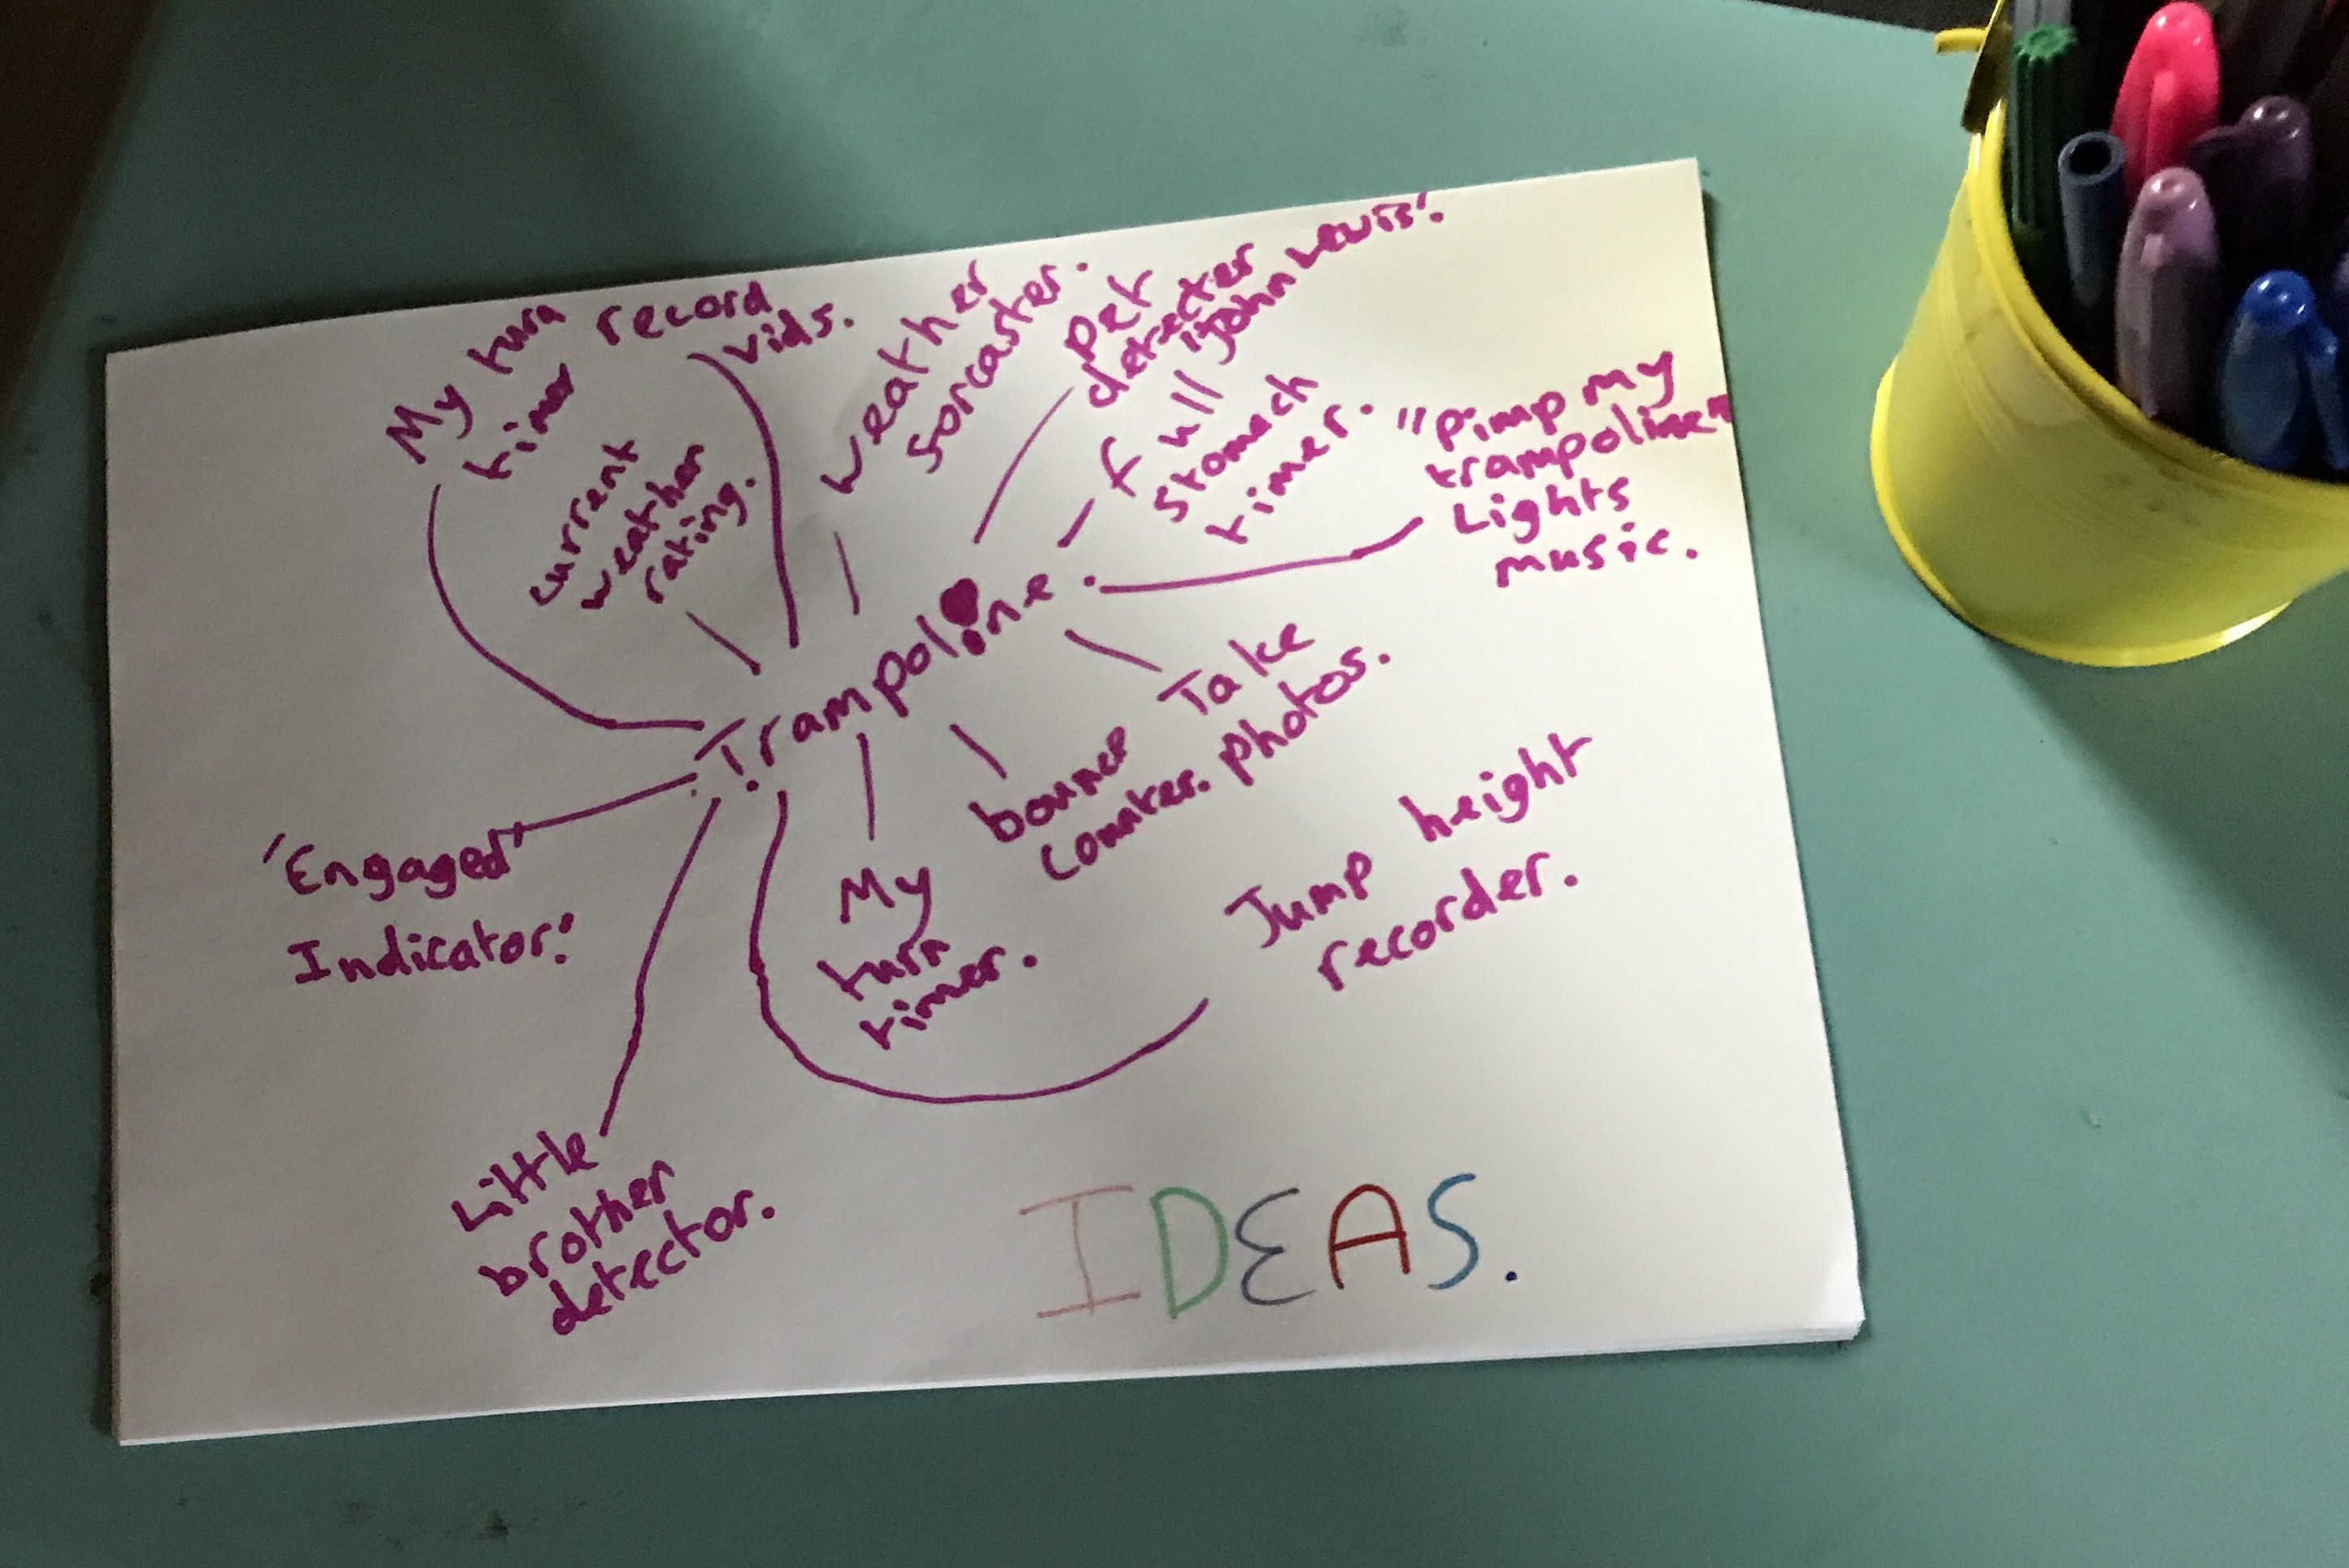 My turn
timer
record
vids.
current
weather
rating.
weather
forcaster.
Pet
detecter
'John Lewis'.
Full
Stomach
timer.
"Pimp my
trampoline"
Lights
music.
Trampoline.
Take
photos.
bounce
counter.
Jump height
recorder.
My
turn
timer.
'Engaged'
Indicator!
Little
brother
detector.
IDEAS.